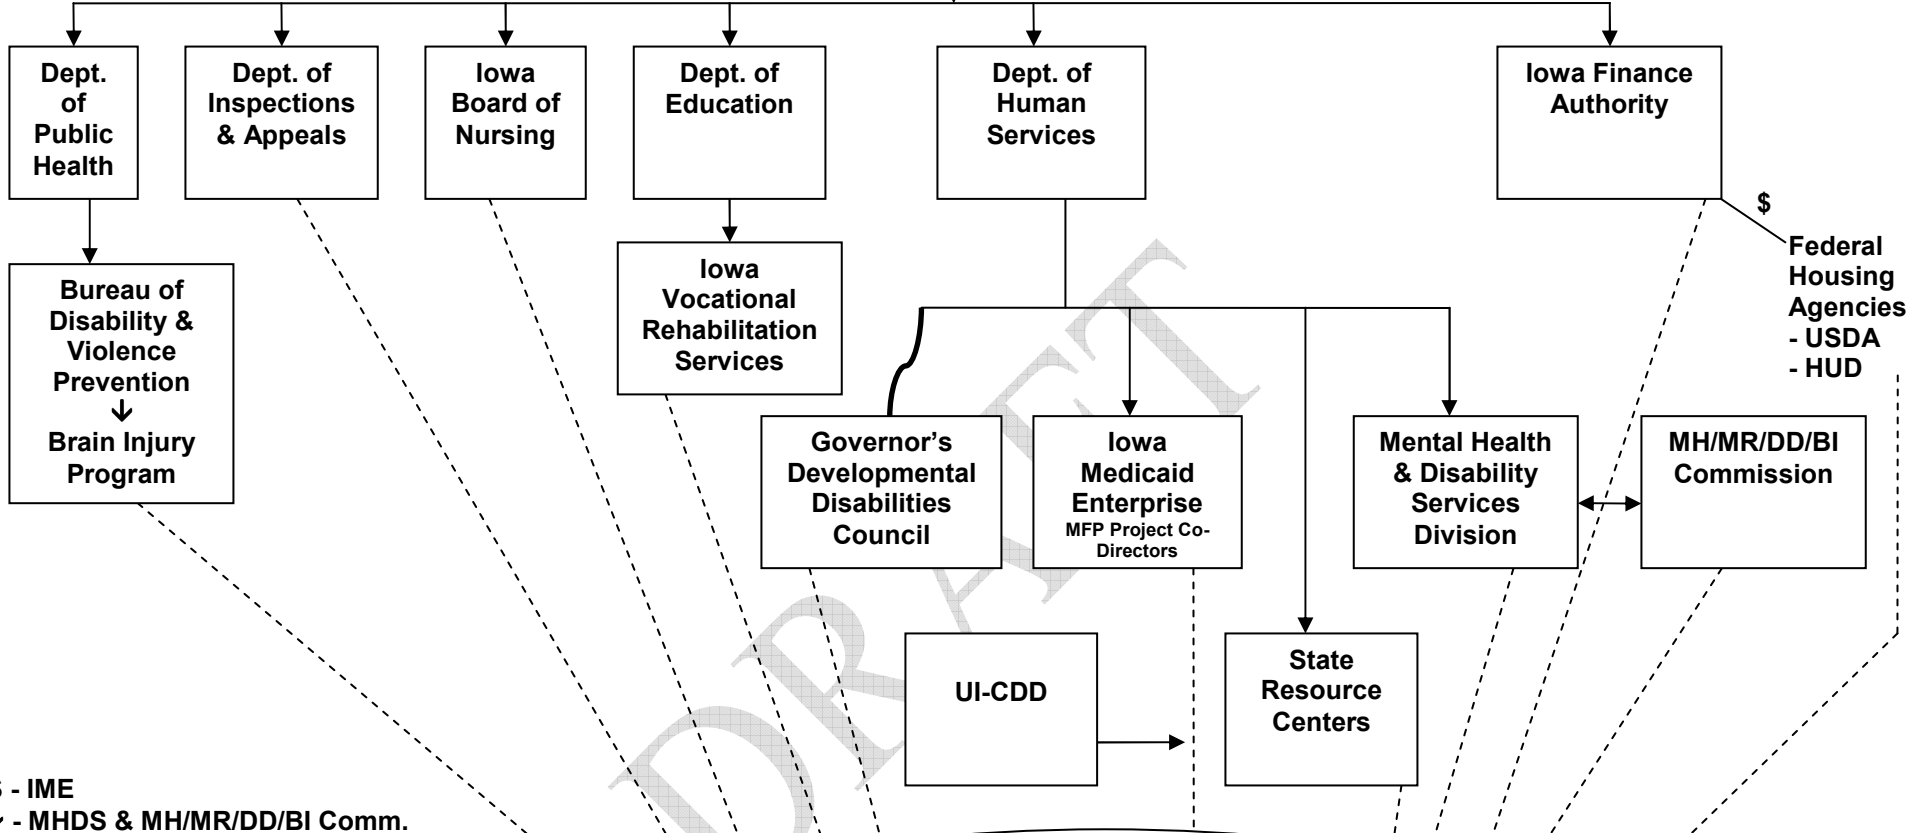 Dept.
of
Public
Health
Dept. of
Inspections
& Appeals
Iowa
Board of
Nursing
Dept. of
Education
Dept. of
Human
Services
Iowa Finance
Authority
$
Federal
Housing
Agencies
- USDA
- HUD
Bureau of
Disability &
Violence
Prevention
↓
Brain Injury
Program
Iowa
Vocational
Rehabilitation
Services
Governor’s
Developmental
Disabilities
Council
Iowa
Medicaid
Enterprise
MFP Project Co-
Directors
Mental Health
& Disability
Services
Division
MH/MR/DD/BI
Commission
UI-CDD
State
Resource
Centers
DRAFT
- IME
- MHDS & MH/MR/DD/BI Comm.